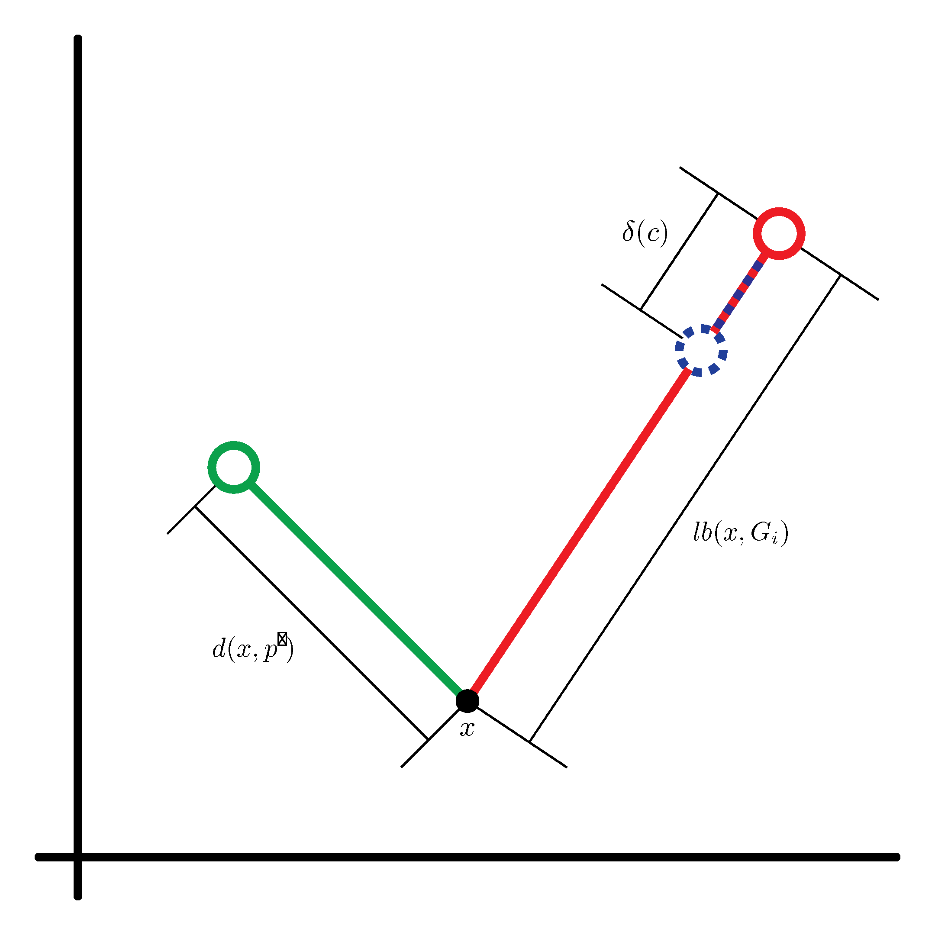 δ(c)
lb(x, G_i)
d(x, p☒)
x